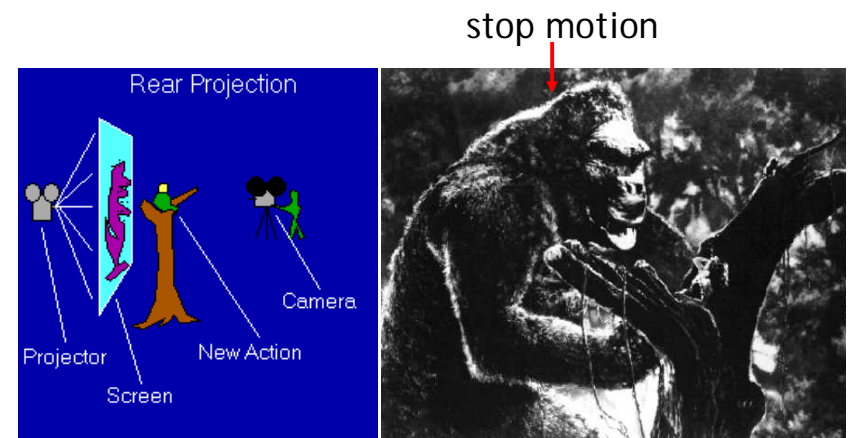 stop motion
Rear Projection
Camera
New Action
Projector
Screen